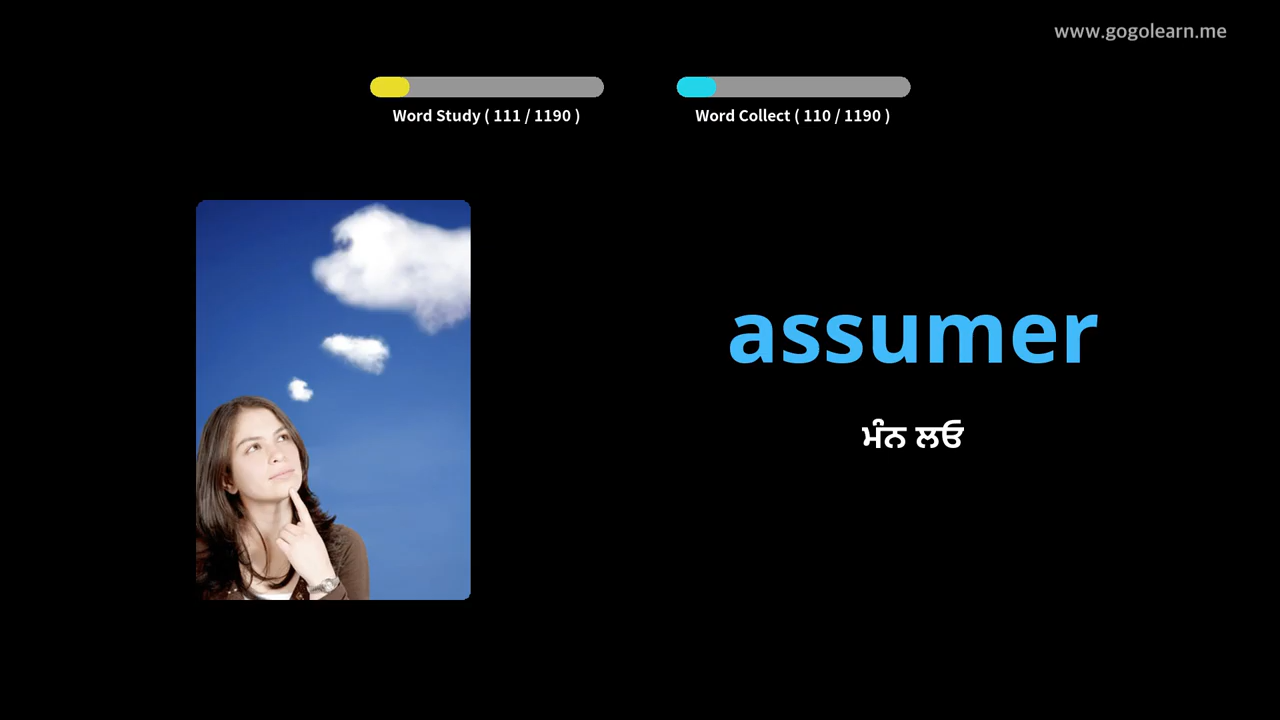 www.gogolearn.me
Word Study ( 111 / 1190 )
Word Collect ( 110 / 1190 )
assumer
ਮੰਨ ਲਓ